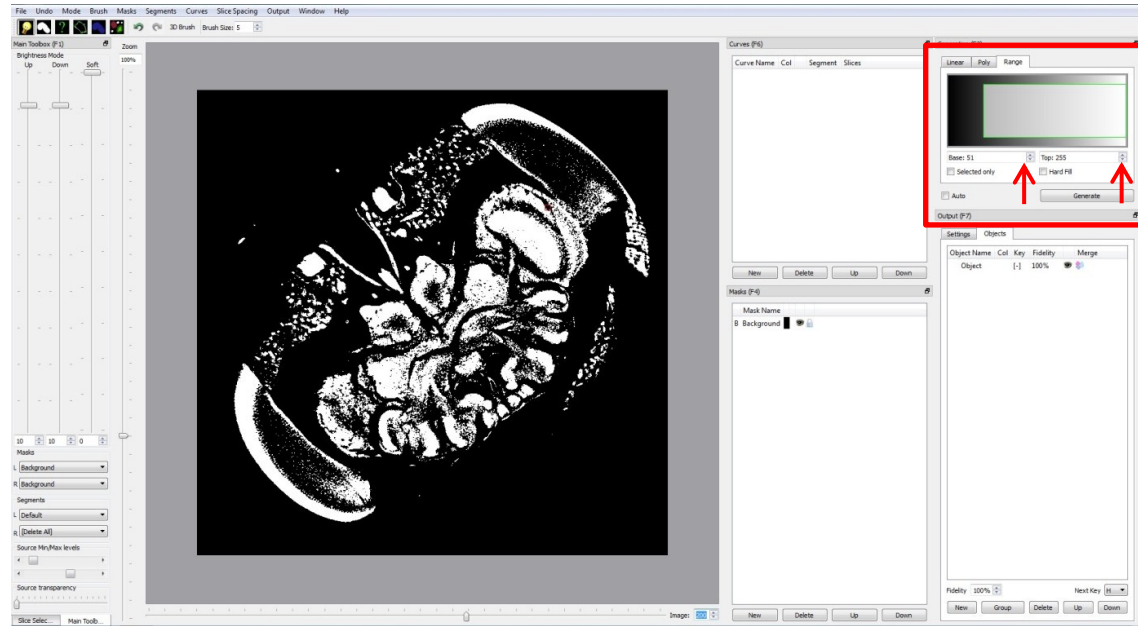 File Undo Mode Brush Masks Segments Curves Slice Spacing Output Window Help
3D Brush Brush Size: 5
Main Toolbox (F1)
Brightness Mode
Up Down Soft
10 10 0
Masks
L Background
R Background
Segments
L Default
R [Delete All]
Source Min/Max levels
Source transparency
Slice Selec... Main Toolb...
Zoom
100%
Image: 200
Curves (F6)
Curve Name Col Segment Slices
New Delete Up Down
Masks (F4)
Mask Name
B Background
New Delete Up Down
Linear Poly Range
Base: 51 Top: 255
Selected only Hard Fill
Auto Generate
Output (F7)
Settings Objects
Object Name Col Key Fidelity Merge
Object [-] 100%
Fidelity 100% Next Key H
New Group Delete Up Down